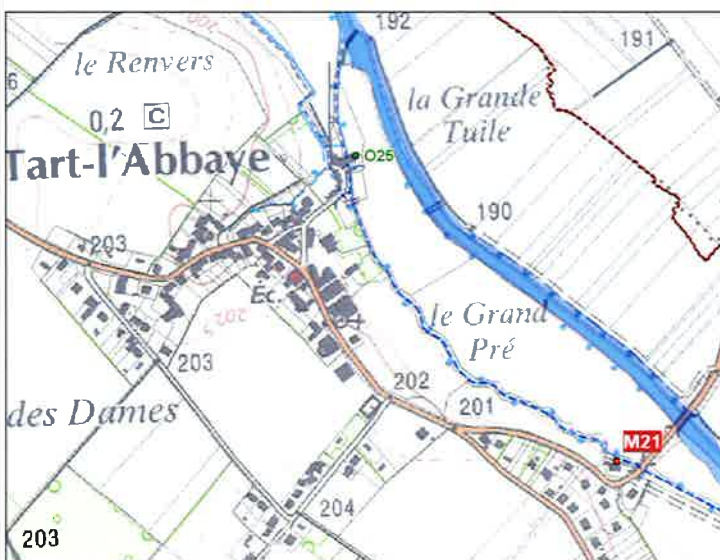 192
191
le Renvers
6
la Grande
Tuile
0,2 C
Tart-l'Abbaye
O25
190
203
Éc.
202
le Grand
Pré
203
202
201
des Dames
M21
204
203